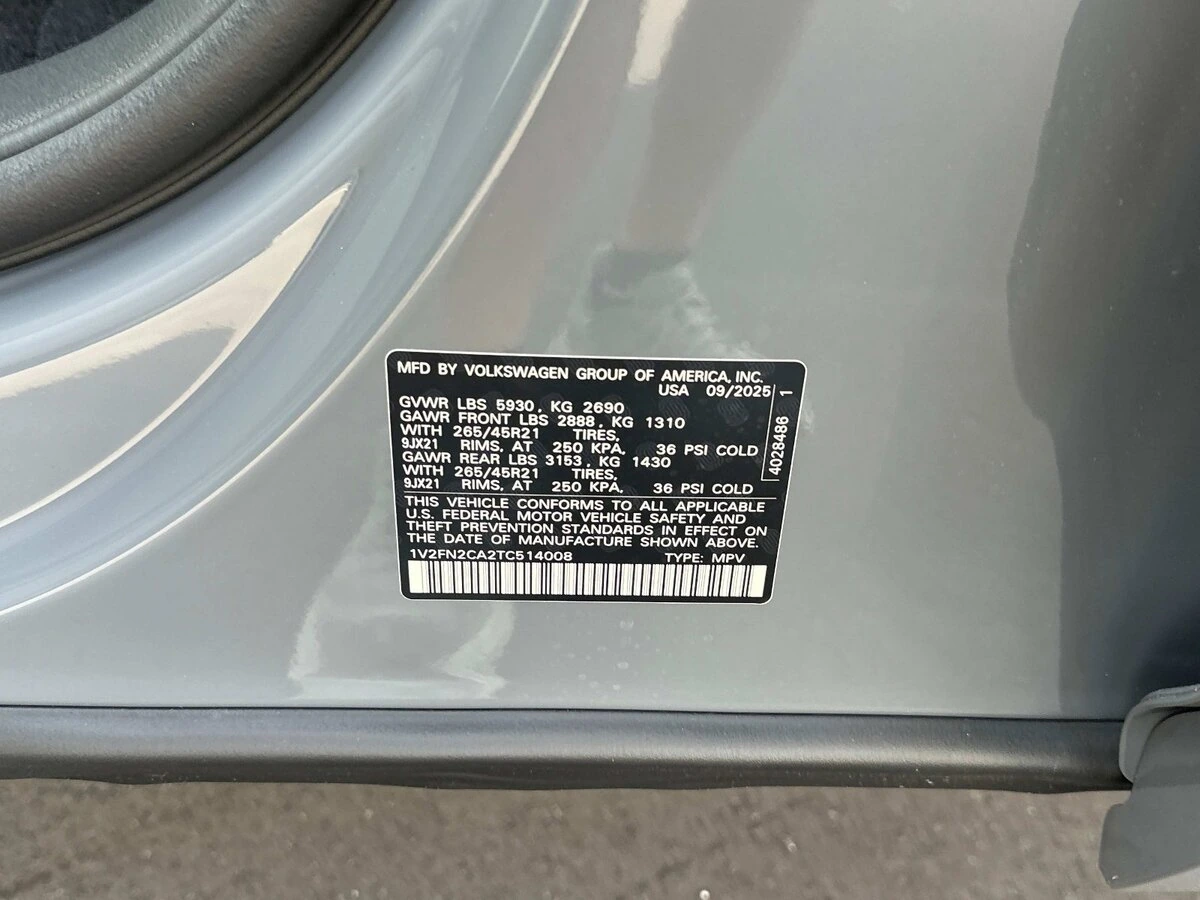 MFD BY VOLKSWAGEN GROUP OF AMERICA, INC.
USA 09/2025
GVWR LBS 5930, KG 2690
GAWR FRONT LBS 2888, KG 1310
WITH 265/45R21 TIRES,
9JX21 RIMS, AT 250 KPA, 36 PSI COLD
GAWR REAR LBS 3153, KG 1430
WITH 265/45R21 TIRES,
9JX21 RIMS, AT 250 KPA, 36 PSI COLD
4028486 1
THIS VEHICLE CONFORMS TO ALL APPLICABLE
U.S. FEDERAL MOTOR VEHICLE SAFETY AND
THEFT PREVENTION STANDARDS IN EFFECT ON
THE DATE OF MANUFACTURE SHOWN ABOVE.
1V2FN2CA2TC514008 TYPE: MPV